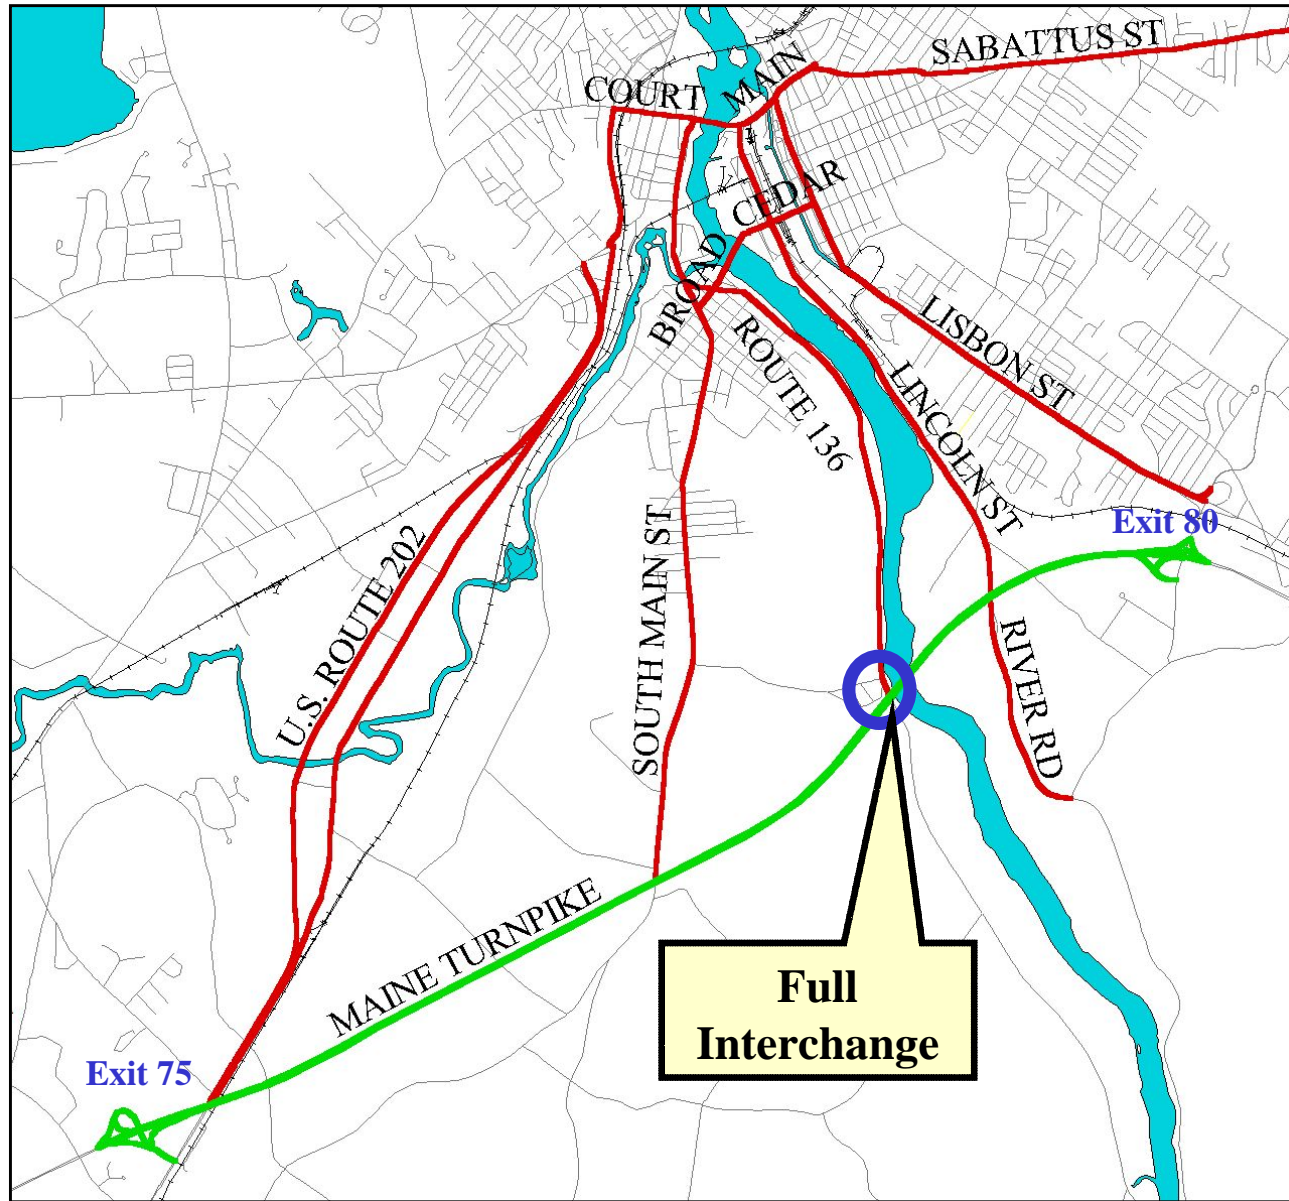 SABATTUS ST
MAIN
COURT
CEDAR
BROAD
LISBON ST
ROUTE 136
LINCOLN ST
Exit 80
U.S. ROUTE 202
SOUTH MAIN ST
RIVER RD
MAINE TURNPIKE
Full
Interchange
Exit 75